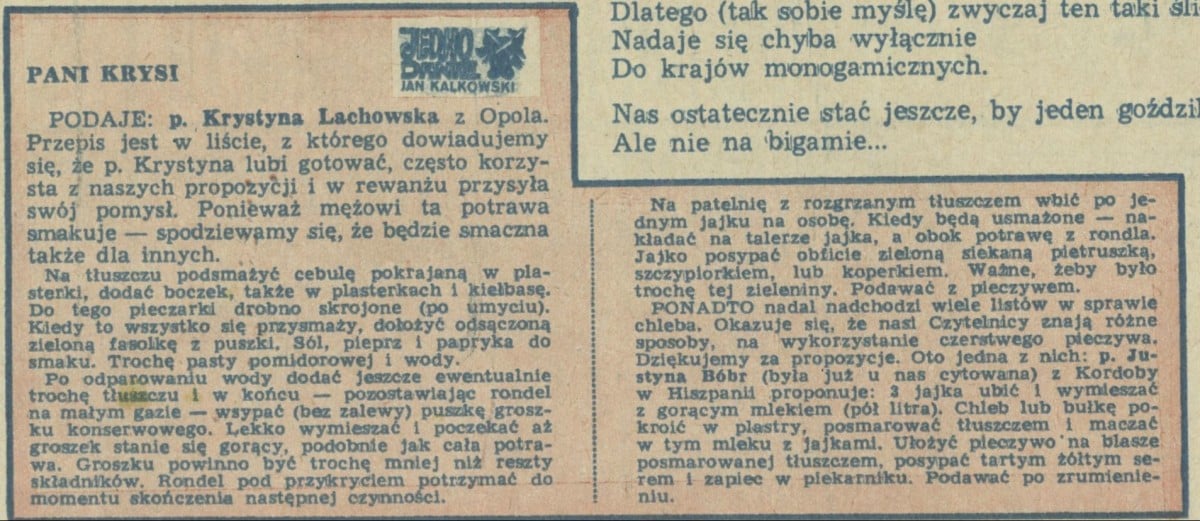 JEDNO
DANIE
JAN KALKOWSKI
PANI KRYSI
PODAJE: p. Krystyna Lachowska z Opola.
Przepis jest w liście, z którego dowiadujemy
się, że p. Krystyna lubi gotować, często korzy-
sta z naszych propozycji i w rewanżu przysyła
swój pomysł. Ponieważ mężowi ta potrawa
smakuje — spodziewamy się, że będzie smaczna
także dla innych.
Na tłuszczu podsmażyć cebulę pokrajaną w pla-
sterki, dodać boczek, także w plasterkach i kiełbasę.
Do tego pieczarki drobno skrojone (po umyciu).
Kiedy to wszystko się przysmaży, dołożyć odsączoną
zieloną fasolkę z puszki. Sól, pieprz i papryka do
smaku. Trochę pasty pomidorowej i wody.
Po odparowaniu wody dodać jeszcze ewentualnie
trochę tłuszczu i w końcu — pozostawiając rondel
na małym gazie — wsypać (bez zalewy) puszkę grosz-
ku konserwowego. Lekko wymieszać i poczekać aż
groszek stanie się gorący, podobnie jak cała potra-
wa. Groszku powinno być trochę mniej niż reszty
składników. Rondel pod przykryciem potrzymać do
momentu skończenia następnej czynności.
Na patelnię z rozgrzanym tłuszczem wbić po je-
dnym jajku na osobę. Kiedy będą usmażone — na-
kładać na talerze jajka, a obok potrawę z rondla.
Jajko posypać obficie zieloną siekaną pietruszką,
szczypiorkiem, lub koperkiem. Ważne, żeby było
trochę tej zieleniny. Podawać z pieczywem.
PONADTO nadal nadchodzi wiele listów w sprawie
chleba. Okazuje się, że nasi Czytelnicy znają różne
sposoby, na wykorzystanie czerstwego pieczywa.
Dziękujemy za propozycje. Oto jedna z nich: p. Ju-
styna Bóbr (była już u nas cytowana) z Kordoby
w Hiszpanii proponuje: 3 jajka ubić i wymieszać
z gorącym mlekiem (pół litra). Chleb lub bułkę po-
kroić w plastry, posmarować tłuszczem i maczać
w tym mleku z jajkami. Ułożyć pieczywo na blasze
posmarowanej tłuszczem, posypać tartym żółtym se-
rem i zapiec w piekarniku. Podawać po zrumienie-
niu.
Dlatego (tak sobie myślę) zwyczaj ten taki śli
Nadaje się chyba wyłącznie
Do krajów monogamicznych.
Nas ostatecznie stać jeszcze, by jeden goździ
Ale nie na bigamie...